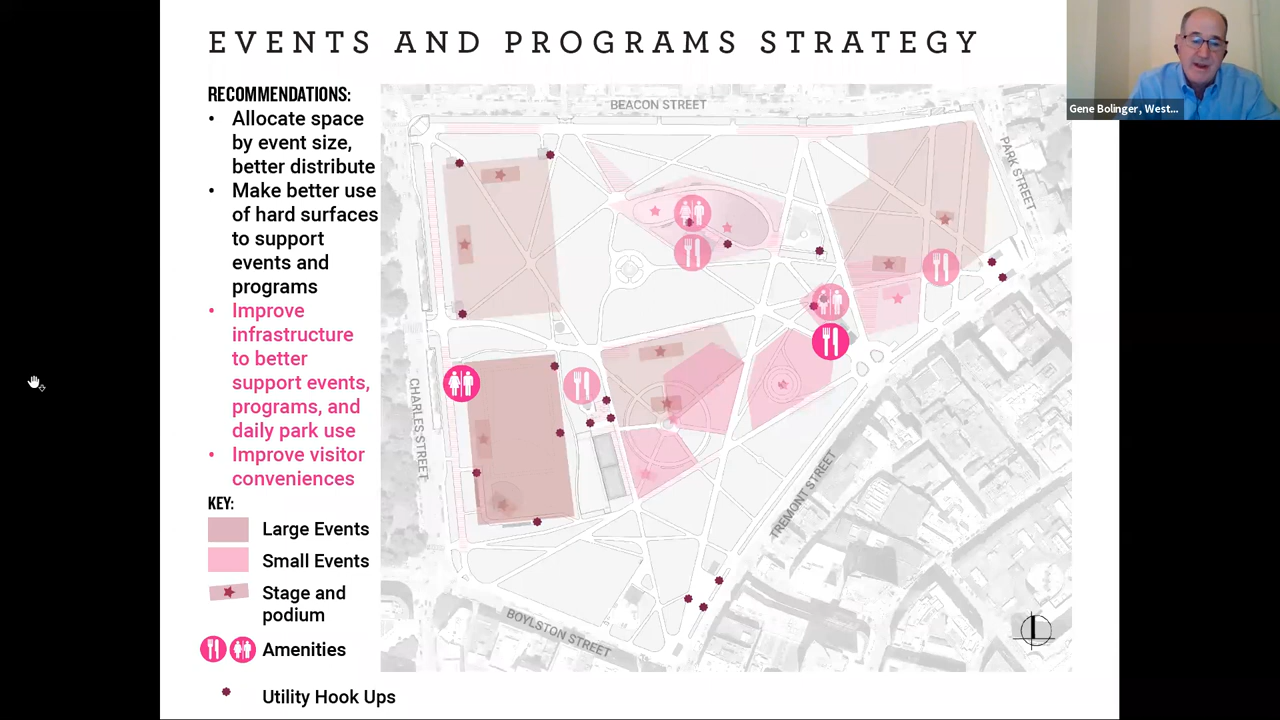 EVENTS AND PROGRAMS STRATEGY
RECOMMENDATIONS:
• Allocate space
by event size,
better distribute
• Make better use
of hard surfaces
to support
events and
programs
• Improve
infrastructure
to better
support events,
programs, and
daily park use
• Improve visitor
conveniences
KEY:
Large Events
Small Events
Stage and
podium
Amenities
Utility Hook Ups
BEACON STREET
PARK STREET
CHARLES STREET
TREMONT STREET
BOYLSTON STREET
Gene Bolinger, West...